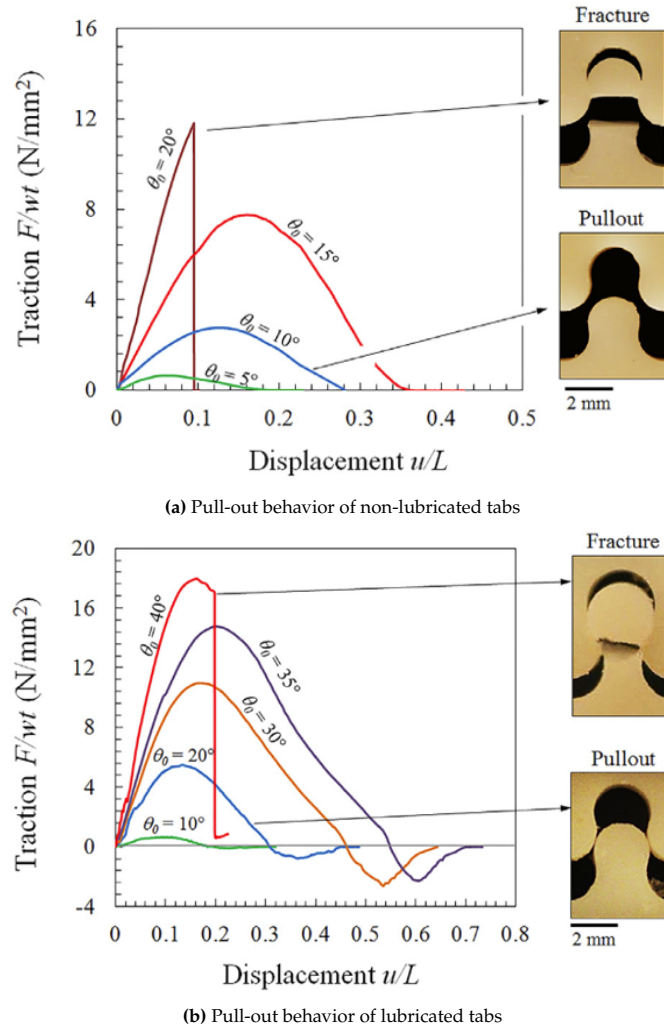 Fracture
16
12
8
4
0
Traction F/wt (N/mm²)
θ₀ = 20°
θ₀ = 15°
θ₀ = 10°
θ₀ = 5°
Pullout
2 mm
0
0.1
0.2
0.3
0.4
0.5
Displacement u/L
(a) Pull-out behavior of non-lubricated tabs
Fracture
20
16
12
8
4
0
-4
Traction F/wt (N/mm²)
θ₀ = 40°
θ₀ = 35°
θ₀ = 30°
θ₀ = 20°
θ₀ = 10°
Pullout
2 mm
0
0.1
0.2
0.3
0.4
0.5
0.6
0.7
0.8
Displacement u/L
(b) Pull-out behavior of lubricated tabs